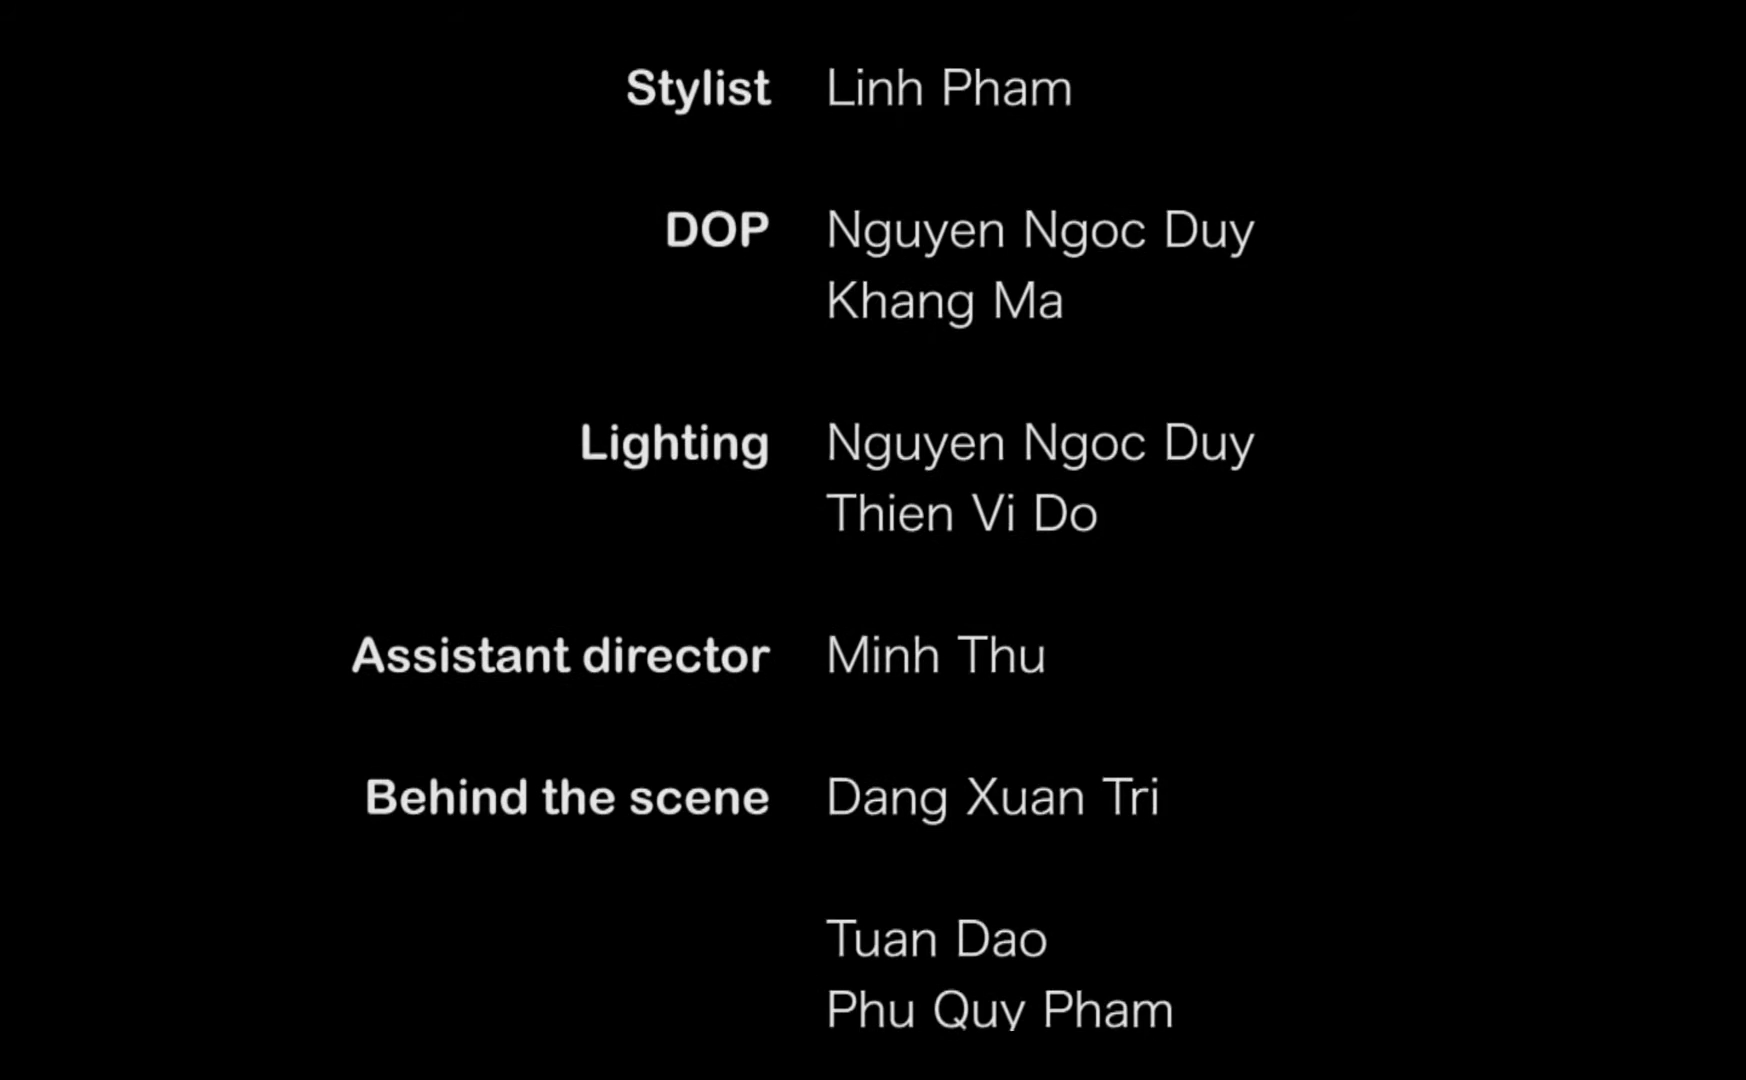 Stylist Linh Pham
DOP Nguyen Ngoc Duy
Khang Ma
Lighting Nguyen Ngoc Duy
Thien Vi Do
Assistant director Minh Thu
Behind the scene Dang Xuan Tri
Tuan Dao
Phu Quy Pham